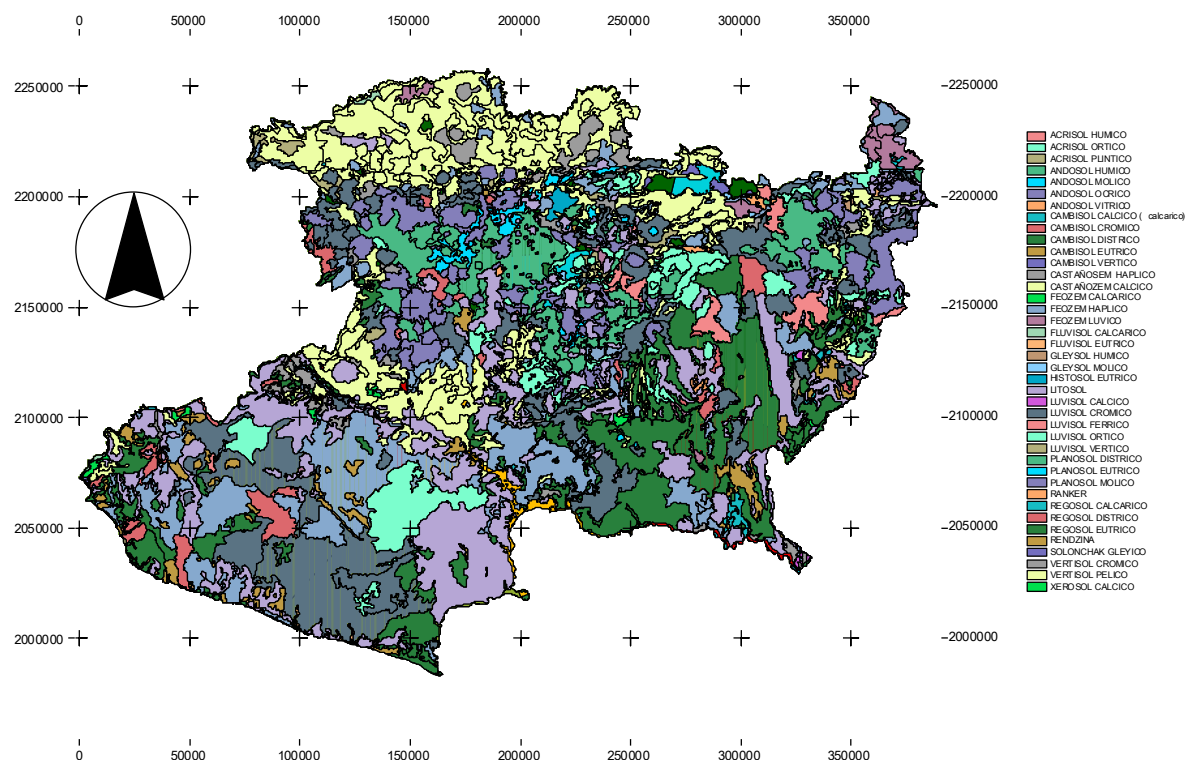 0 50000 100000 150000 200000 250000 300000 350000
2250000 2250000
2200000 2200000
2150000 2150000
2100000 2100000
2050000 2050000
2000000 2000000
0 50000 100000 150000 200000 250000 300000 350000
ACRISOL HUMICO
ACRISOL ORTICO
ACRISOL PLINTICO
ANDOSOL HUMICO
ANDOSOL MOLICO
ANDOSOL OCRICO
ANDOSOL VITRICO
CAMBISOL CALCICO ( calcarico)
CAMBISOL CROMICO
CAMBISOL DISTRICO
CAMBISOL EUTRICO
CAMBISOL VERTICO
CASTAÑOSEM HAPLICO
CASTAÑOZEM CALCICO
FEOZEM CALCARICO
FEOZEM HAPLICO
FEOZEM LUVICO
FLUVISOL CALCARICO
FLUVISOL EUTRICO
GLEYSOL HUMICO
GLEYSOL MOLICO
HISTOSOL EUTRICO
LITOSOL
LUVISOL CALCICO
LUVISOL CROMICO
LUVISOL FERRICO
LUVISOL ORTICO
LUVISOL VERTICO
PLANOSOL DISTRICO
PLANOSOL EUTRICO
PLANOSOL MOLICO
RANKER
REGOSOL CALCARICO
REGOSOL DISTRICO
REGOSOL EUTRICO
RENDZINA
SOLONCHAK GLEYICO
VERTISOL CROMICO
VERTISOL PELICO
XEROSOL CALCICO